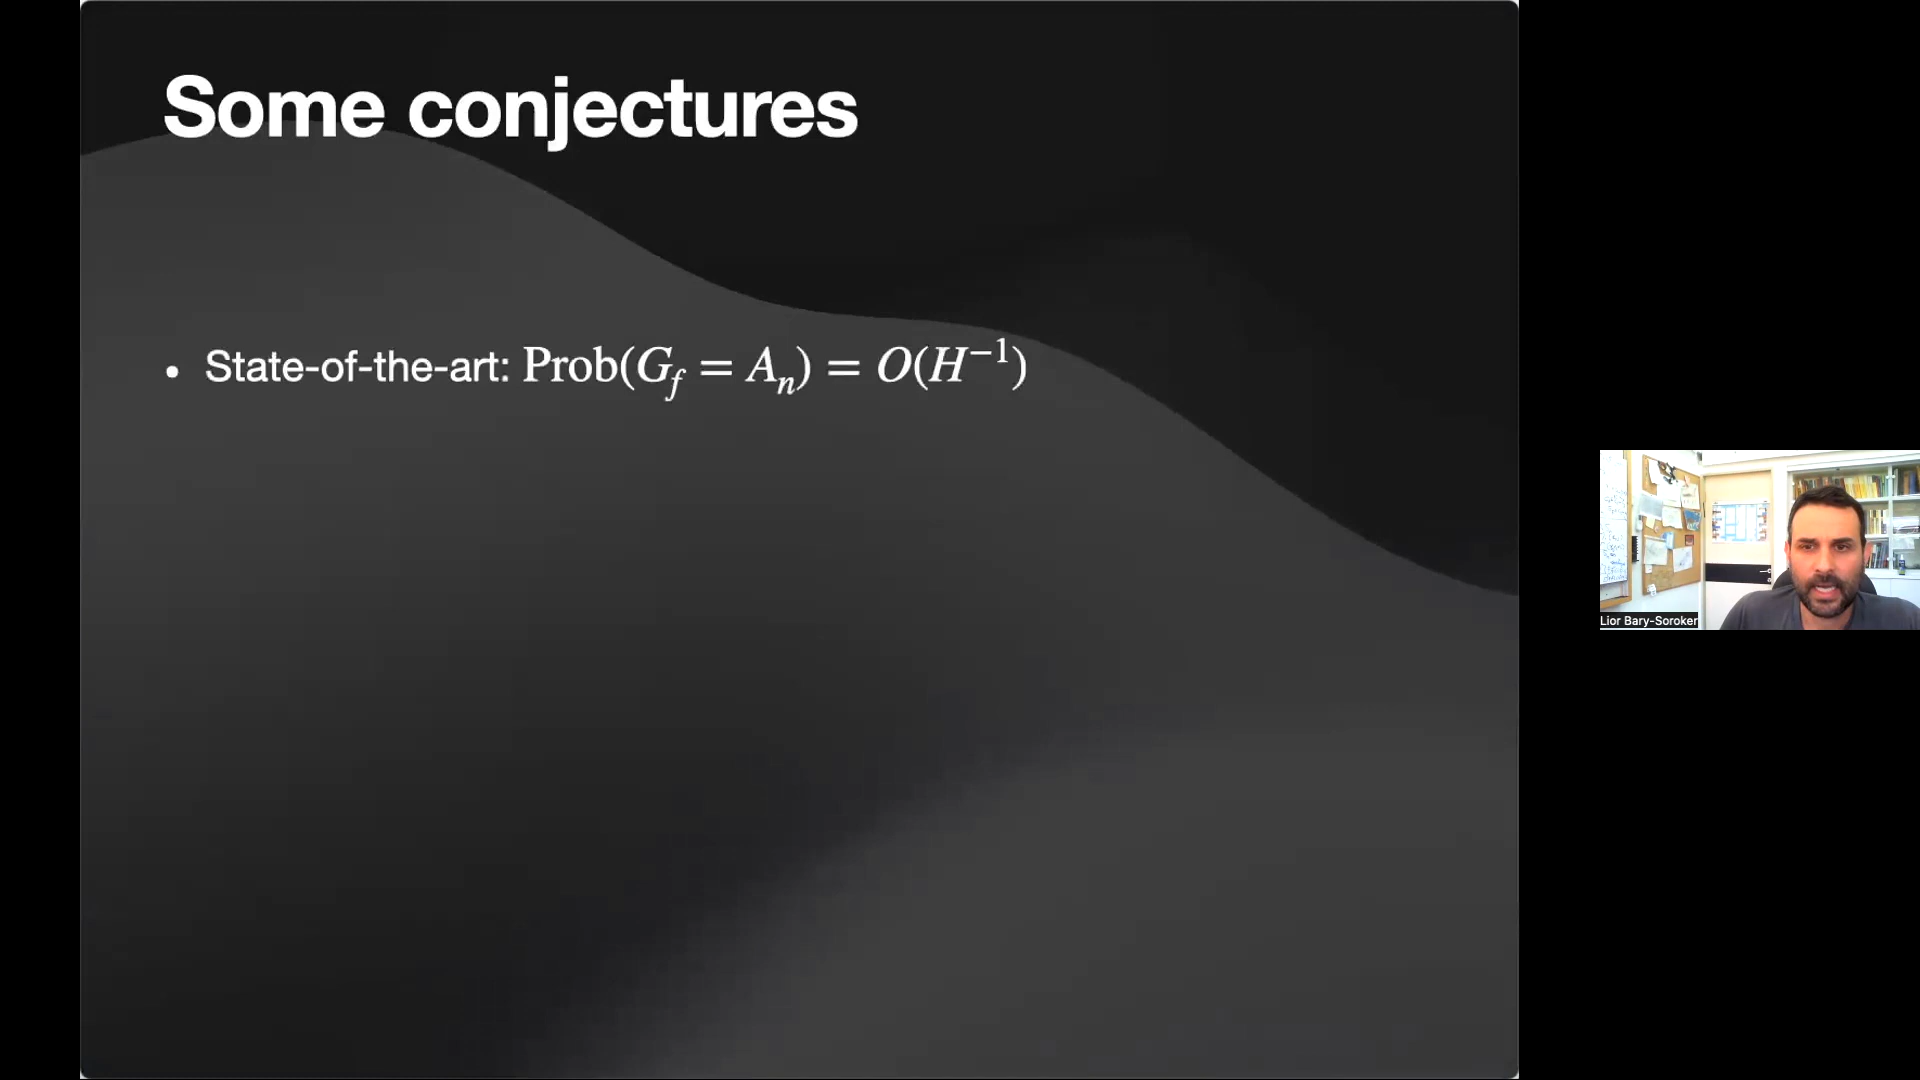 Some conjectures
• State-of-the-art: Prob(G_f = A_n) = O(H^{-1})
Lior Bary-Soroker